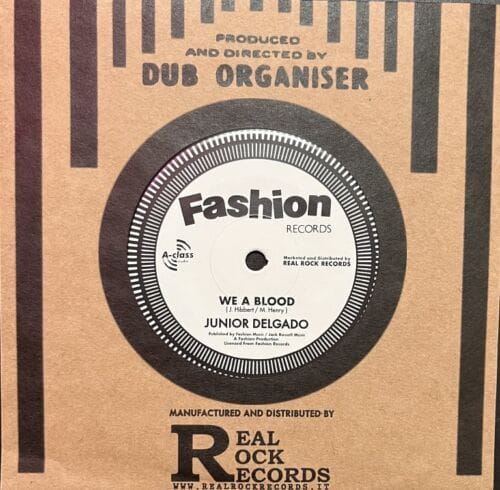 PRODUCED
AND DIRECTED BY
DUB ORGANISER
Fashion
RECORDS
A-class
Marketed and Distributed by
REAL ROCK RECORDS
WE A BLOOD
( J. Hibbert / M. Henry )
JUNIOR DELGADO
Published by Fashion Music / Jack Russell Music
A Fashion Production
Licensed from Fashion Records
MANUFACTURED AND DISTRIBUTED BY
REAL
ROCK
RECORDS
WWW.REALROCKRECORDS.IT